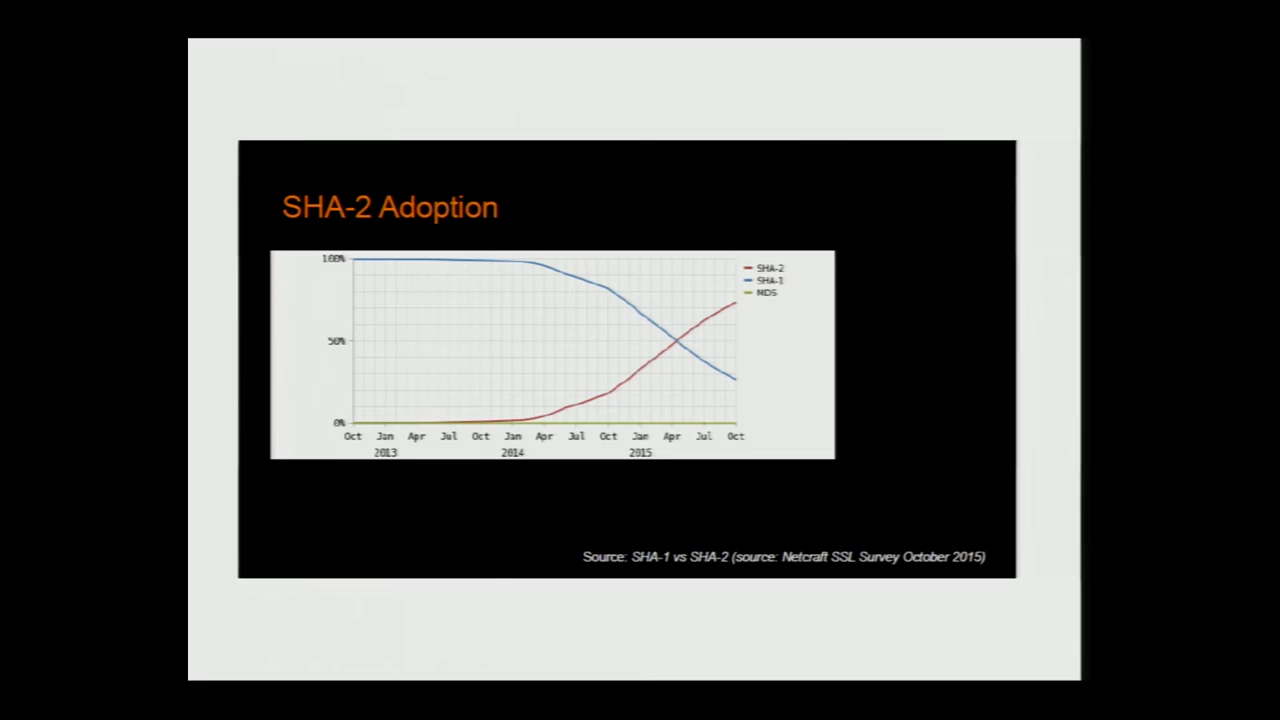 SHA-2 Adoption
100%
50%
0%
Oct Jan Apr Jul Oct Jan Apr Jul Oct Jan Apr Jul Oct
2013 2014 2015
SHA-2
SHA-1
MD5
Source: SHA-1 vs SHA-2 (source: Netcraft SSL Survey October 2015)